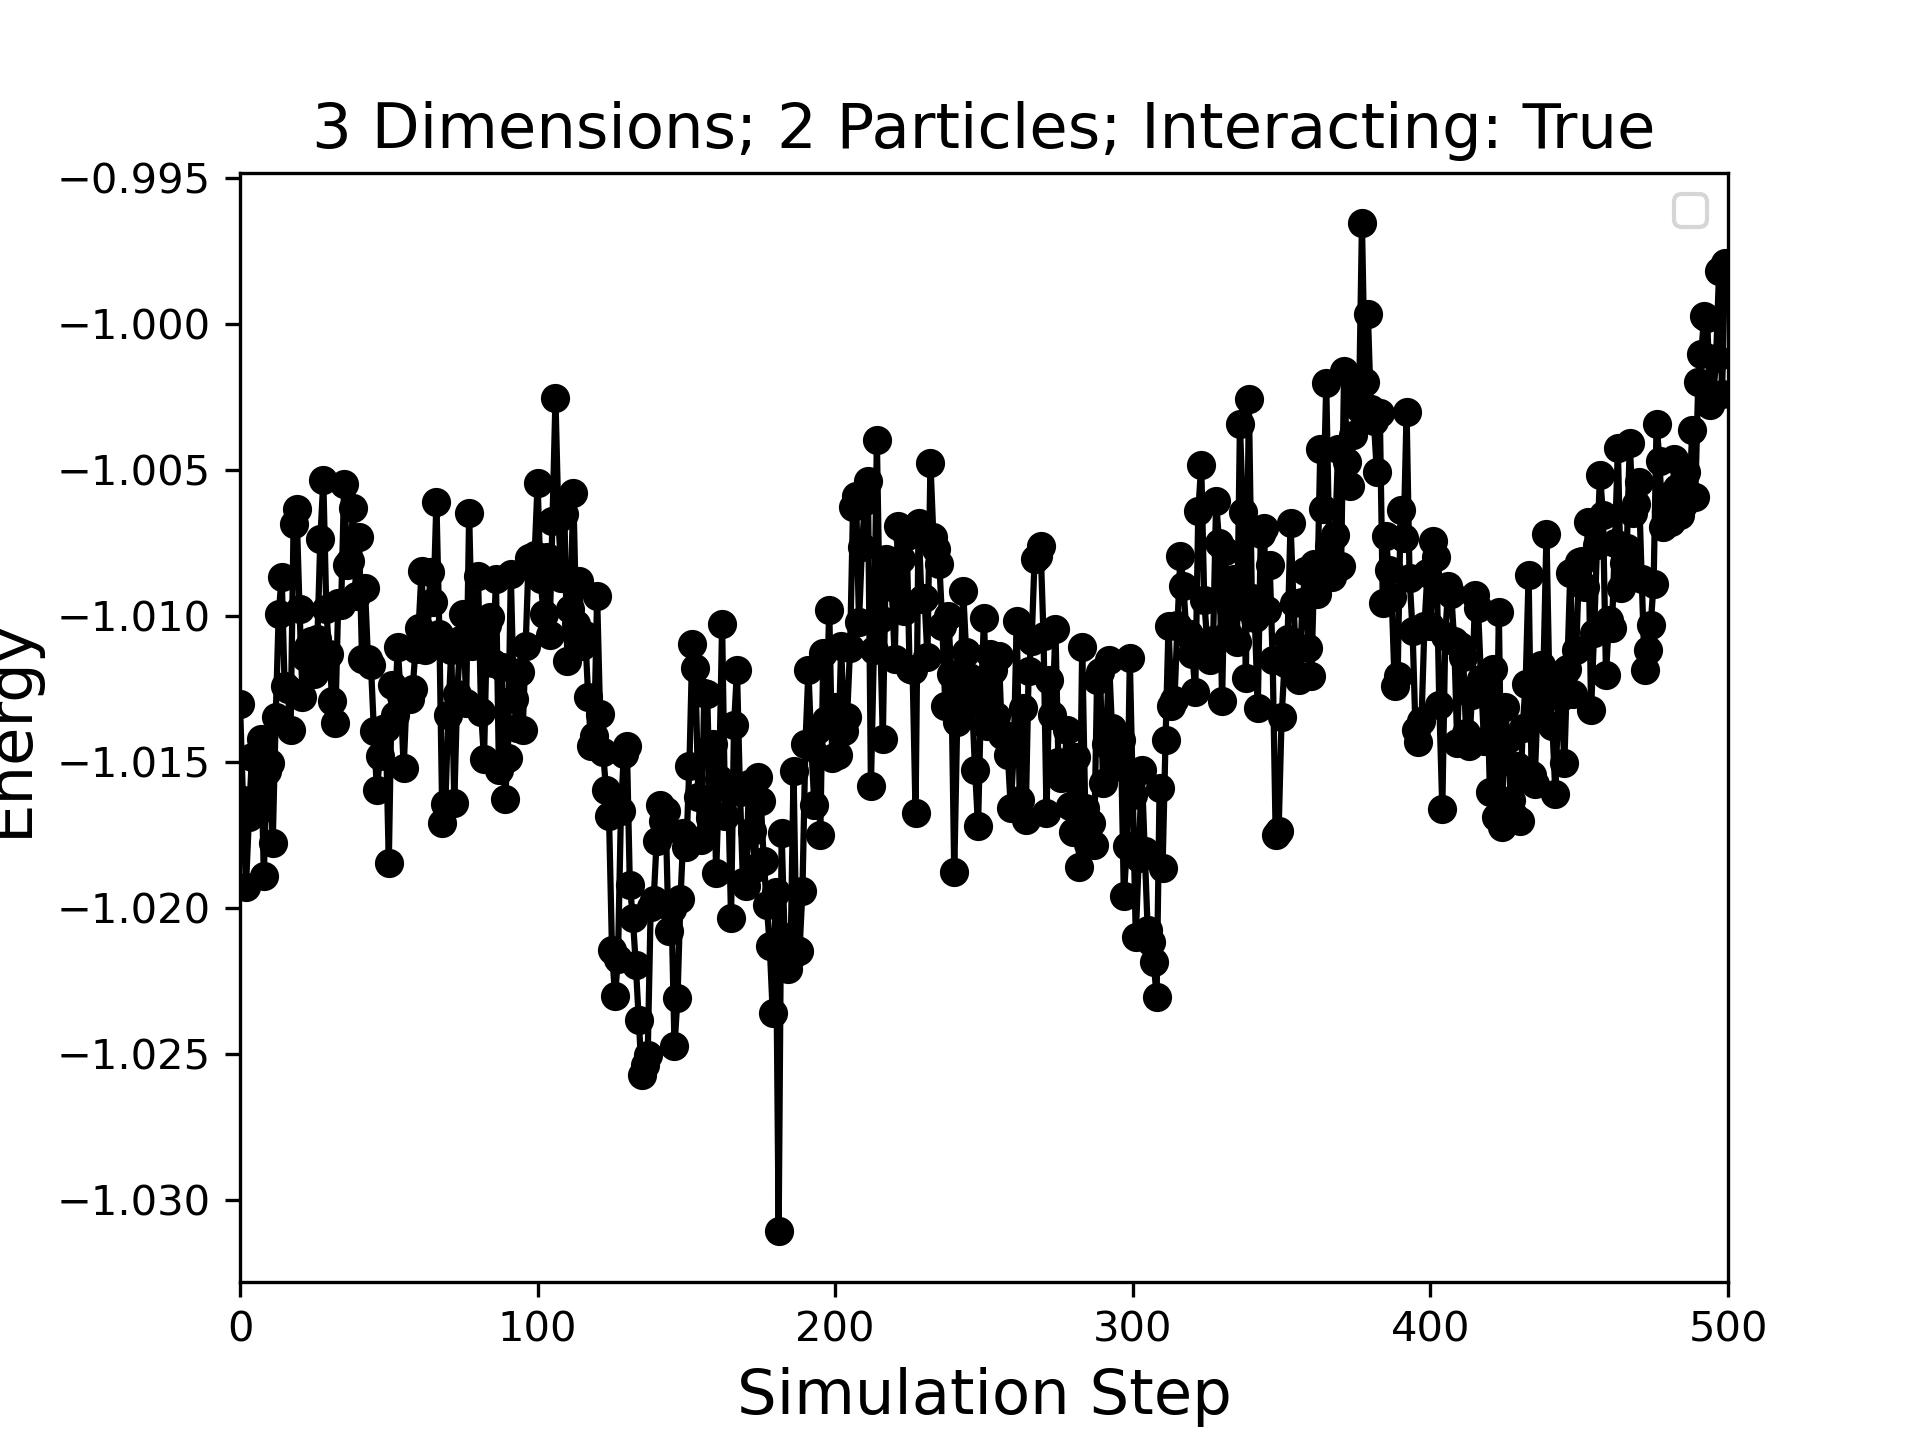 3 Dimensions; 2 Particles; Interacting: True
−0.995
−1.000
−1.005
−1.010
−1.015
−1.020
−1.025
−1.030
Energy
0 100 200 300 400 500
Simulation Step